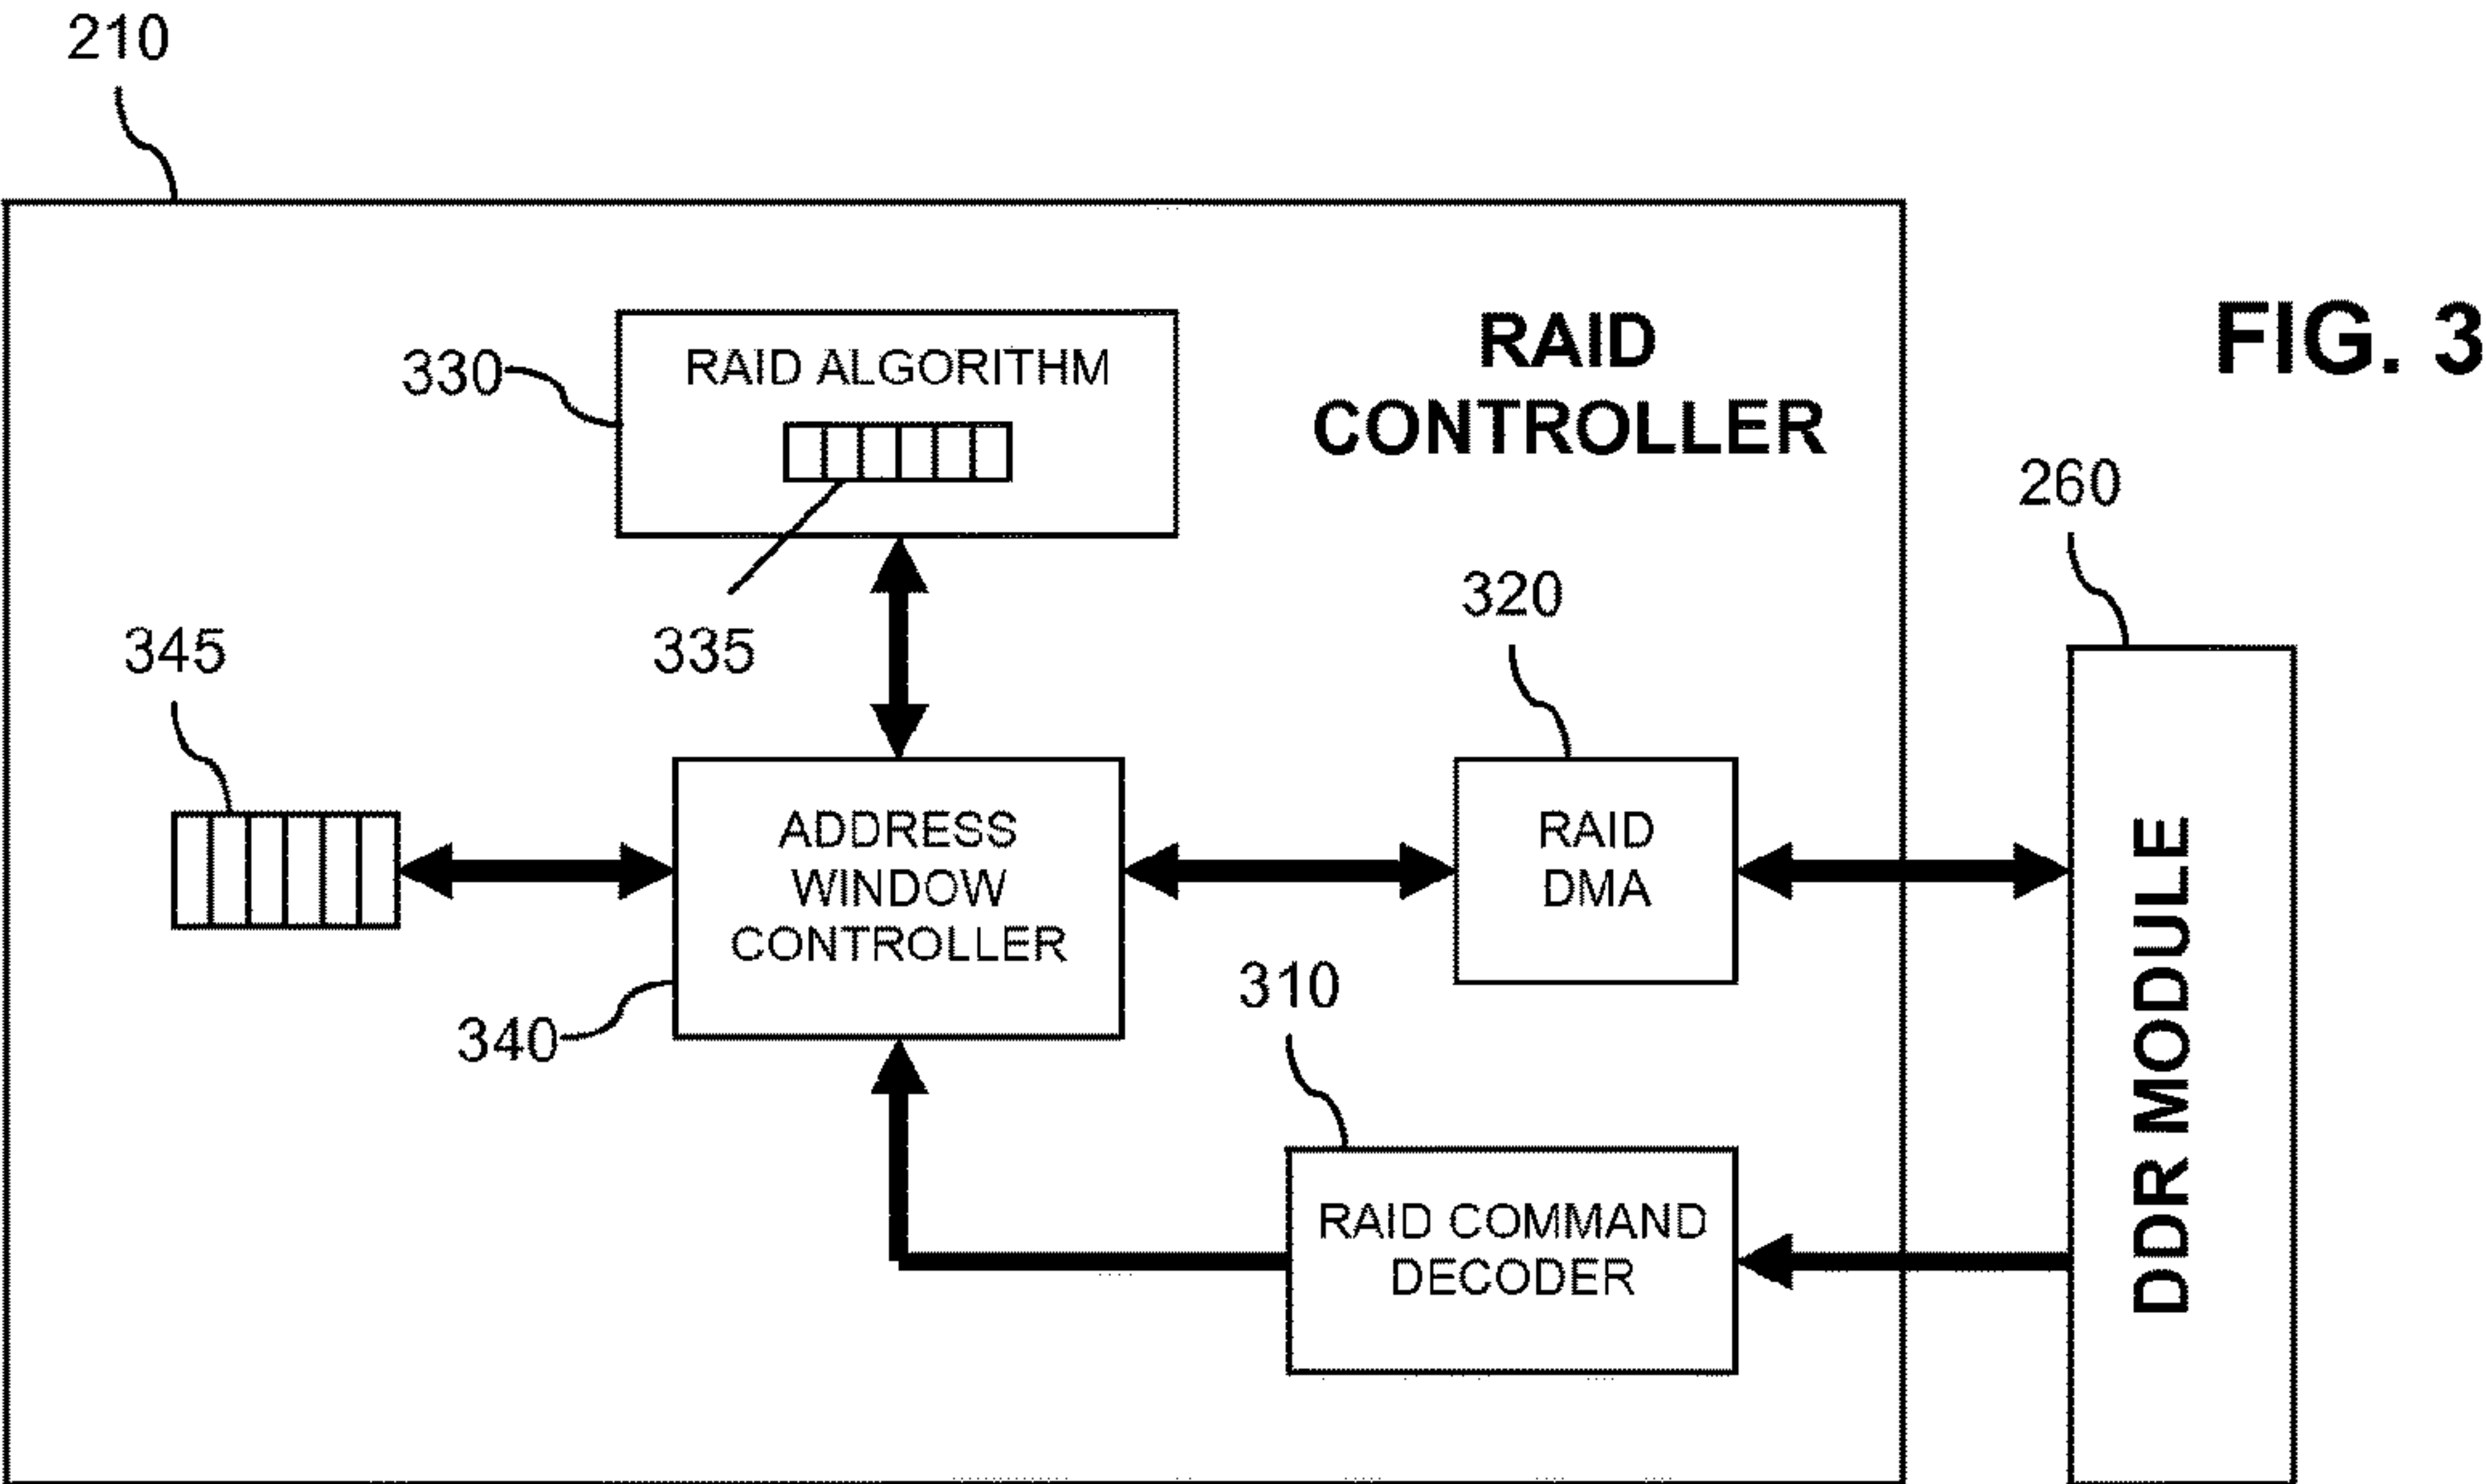 210
FIG. 3
RAID
CONTROLLER
330
RAID ALGORITHM
335
345
320
260
ADDRESS
WINDOW
CONTROLLER
340
RAID
DMA
310
RAID COMMAND
DECODER
DDR MODULE